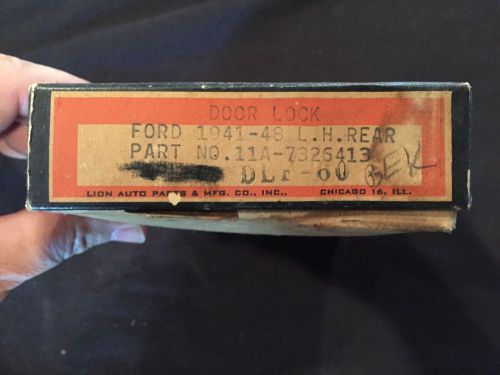 DOOR LOCK
FORD 1941-48 L.H.REAR
PART NO.11A-7326413
DLF-60
LION AUTO PARTS & MFG. CO., INC., CHICAGO 16, ILL.